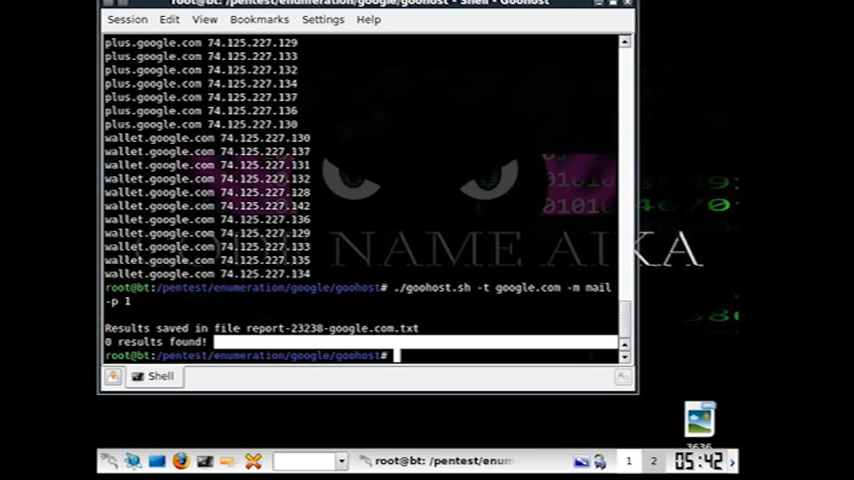 root@bt: /pentest/enumeration/google/goohost - Shell - Goohost
Session Edit View Bookmarks Settings Help
plus.google.com 74.125.227.129
plus.google.com 74.125.227.133
plus.google.com 74.125.227.132
plus.google.com 74.125.227.134
plus.google.com 74.125.227.137
plus.google.com 74.125.227.136
plus.google.com 74.125.227.130
wallet.google.com 74.125.227.130
wallet.google.com 74.125.227.137
wallet.google.com 74.125.227.131
wallet.google.com 74.125.227.132
wallet.google.com 74.125.227.128
wallet.google.com 74.125.227.142
wallet.google.com 74.125.227.136
wallet.google.com 74.125.227.129
wallet.google.com 74.125.227.133
wallet.google.com 74.125.227.135
wallet.google.com 74.125.227.134
NAME AIKA
root@bt:/pentest/enumeration/google/goohost# ./goohost.sh -t google.com -m mail
-p 1
Results saved in file report-23238-google.com.txt
0 results found!
root@bt:/pentest/enumeration/google/goohost#
Shell
3636
root@bt: /pentest/enum
1 2 05:42